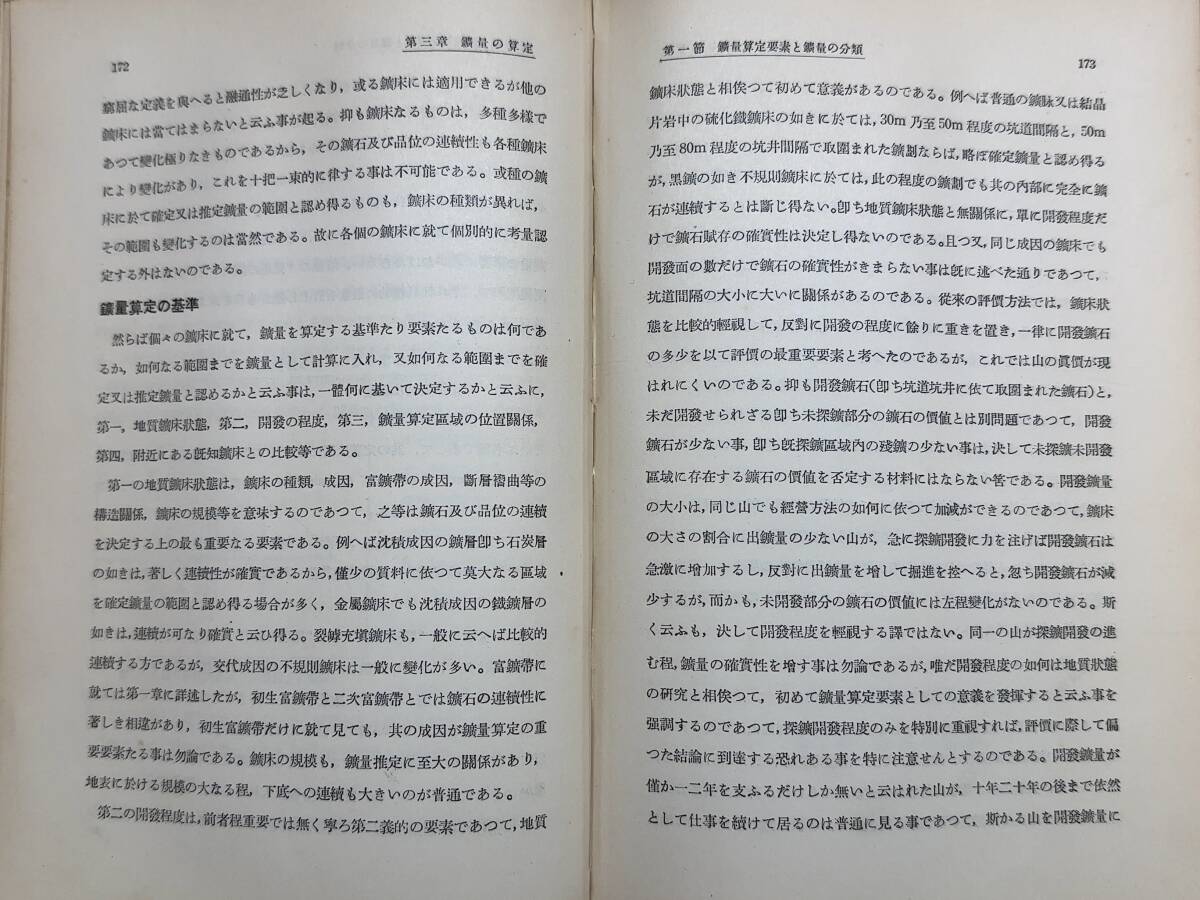 第三章　鑛量の算定
172
窮屈な定義を與へると融通性が乏しくなり，或る鑛床には適用できるが他の
鑛床には當てはまらないと云ふ事が起る。抑も鑛床なるものは，多種多樣で
あつて變化極りなきものであるから，その鑛石及び品位の連續性も各種鑛床
により變化があり，これを十把一束的に律する事は不可能である。或種の鑛
床に於て確定又は推定鑛量の範圍と認め得るものも，鑛床の種類が異れば，
その範圍も變化するのは當然である。故に各個の鑛床に就て個別的に考量認
定する外はないのである。
鑛量算定の基準
然らば個々の鑛床に就て，鑛量を算定する基準たり要素たるものは何であ
るか，如何なる範圍までを鑛量として計算に入れ，又如何なる範圍までを確
定又は推定鑛量と認めるかと云ふ事は，一體何に基いて決定するかと云ふに，
第一，地質鑛床狀態，第二，開發の程度，第三，鑛量算定區域の位置關係，
第四，附近にある旣知鑛床との比較等である。
第一の地質鑛床狀態は，鑛床の種類，成因，富鑛帶の成因，斷層褶曲等の
構造關係，鑛床の規模等を意味するのであつて，之等は鑛石及び品位の連續
を決定する上の最も重要なる要素である。例へば沈積成因の鑛層卽ち石炭層
の如きは，著しく連續性が確實であるから，僅少の質料に依つて莫大なる區域
を確定鑛量の範圍と認め得る場合が多く，金屬鑛床でも沈積成因の鐵鑛層の
如きは，連續が可なり確實と云ひ得る。裂罅充塡鑛床も，一般に云へば比較的
連續する方であるが，交代成因の不規則鑛床は一般に變化が多い。富鑛帶に
就ては第一章に詳述したが，初生富鑛帶と二次富鑛帶とでは鑛石の連續性に
著しき相違があり，初生富鑛帶だけに就て見ても，其の成因が鑛量算定の重
要要素たる事は勿論である。鑛床の規模も，鑛量推定に至大の關係があり，
地表に於ける規模の大なる程，下底への連續も大きいのが普通である。
第二の開發程度は，前者程重要では無く寧ろ第二義的の要素であつて，地質
第一節　鑛量算定要素と鑛量の分類
173
鑛床狀態と相俟つて初めて意義があるのである。例へば普通の鑛脉又は結晶
片岩中の硫化鐵鑛床の如きに於ては，30m 乃至50m 程度の坑道間隔と，50m
乃至80m 程度の坑井間隔で取圍まれた鑛劃ならば，略ぼ確定鑛量と認め得る
が，黑鑛の如き不規則鑛床に於ては，此の程度の鑛劃でも其の內部に完全に鑛
石が連續するとは斷じ得ない。卽ち地質鑛床狀態と無關係に，單に開發程度だ
けで鑛石賦存の確實性は決定し得ないのである。且つ又，同じ成因の鑛床でも
開發面の數だけで鑛石の確實性がきまらない事は旣に逑べた通りであつて，
坑道間隔の大小に大いに關係があるのである。從來の評價方法では，鑛床狀
態を比較的輕視して，反對に開發の程度に餘りに重きを置き，一律に開發鑛石
の多少を以て評價の最重要要素と考へたのであるが，これでは山の眞價が現
はれにくいのである。抑も開發鑛石(卽ち坑道坑井に依て取圍まれた鑛石)と，
未だ開發せられざる卽ち未探鑛部分の鑛石の價値とは別問題であつて，開發
鑛石が少ない事，卽ち旣探鑛區域內の殘鑛の少ない事は，決して未探鑛未開發
區域に存在する鑛石の價値を否定する材料にはならない筈である。開發鑛量
の大小は，同じ山でも經營方法の如何に依つて加減ができるのであつて，鑛床
の大さの割合に出鑛量の少ない山が，急に探鑛開發に力を注げば開發鑛石は
急激に增加するし，反對に出鑛量を增して掘進を控へると，忽ち開發鑛石が減
少するが，而かも，未開發部分の鑛石の價値には左程變化がないのである。斯
く云ふも，決して開發程度を輕視する譯ではない。同一の山が探鑛開發の進
む程，鑛量の確實性を增す事は勿論であるが，唯だ開發程度の如何は地質狀態
の硏究と相俟つて，初めて鑛量算定要素としての意義を發揮すると云ふ事を
强調するのであつて，探鑛開發程度のみを特別に重視すれば，評價に際して偏
つた結論に到達する恐れある事を特に注意せんとするのである。開發鑛量が
僅か一二年を支ふるだけしか無いと云はれた山が，十年二十年の後まで依然
として仕事を續けて居るのは普通に見る事であつて，斯かる山を開發鑛量に